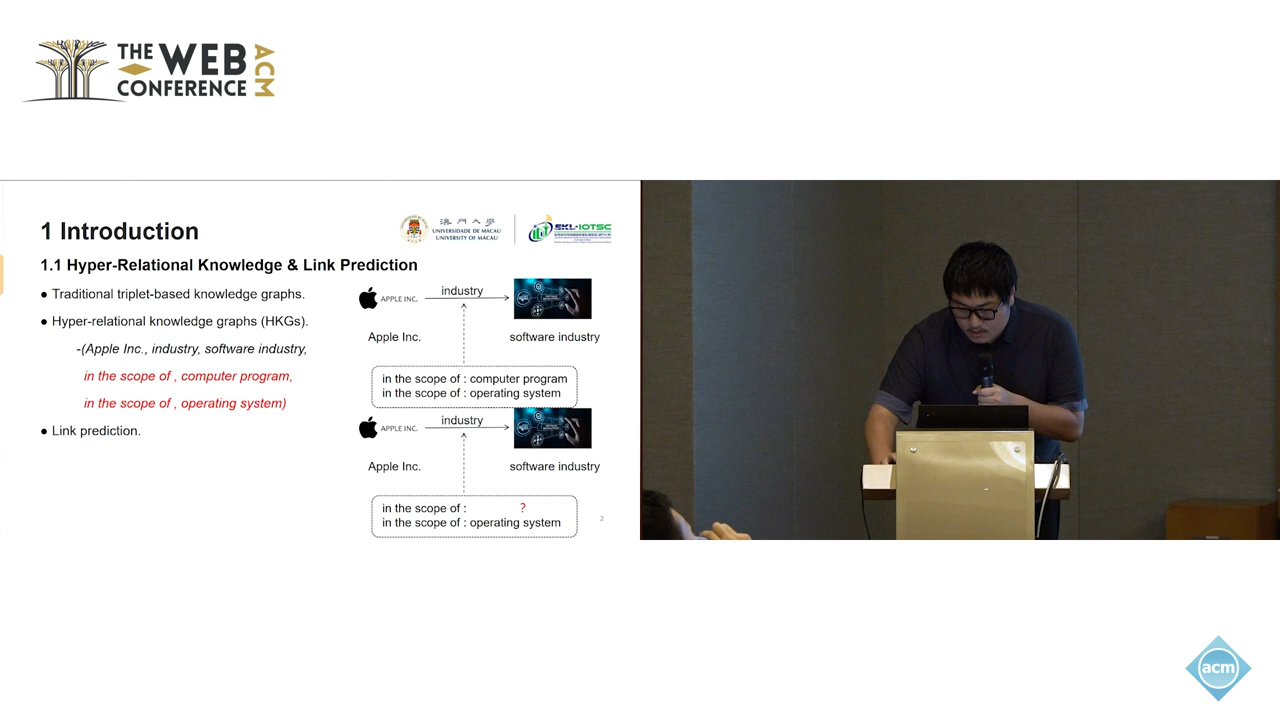 THE WEB
CONFERENCE
ACM
1 Introduction
澳門大學
UNIVERSIDADE DE MACAU
UNIVERSITY OF MACAU
SKL-IOTSC
1.1 Hyper-Relational Knowledge & Link Prediction
● Traditional triplet-based knowledge graphs.
● Hyper-relational knowledge graphs (HKGs).
-(Apple Inc., industry, software industry,
in the scope of , computer program,
in the scope of , operating system)
● Link prediction.
APPLE INC.
industry
Apple Inc.
software industry
in the scope of : computer program
in the scope of : operating system
APPLE INC.
industry
Apple Inc.
software industry
in the scope of : ?
in the scope of : operating system
2
acm